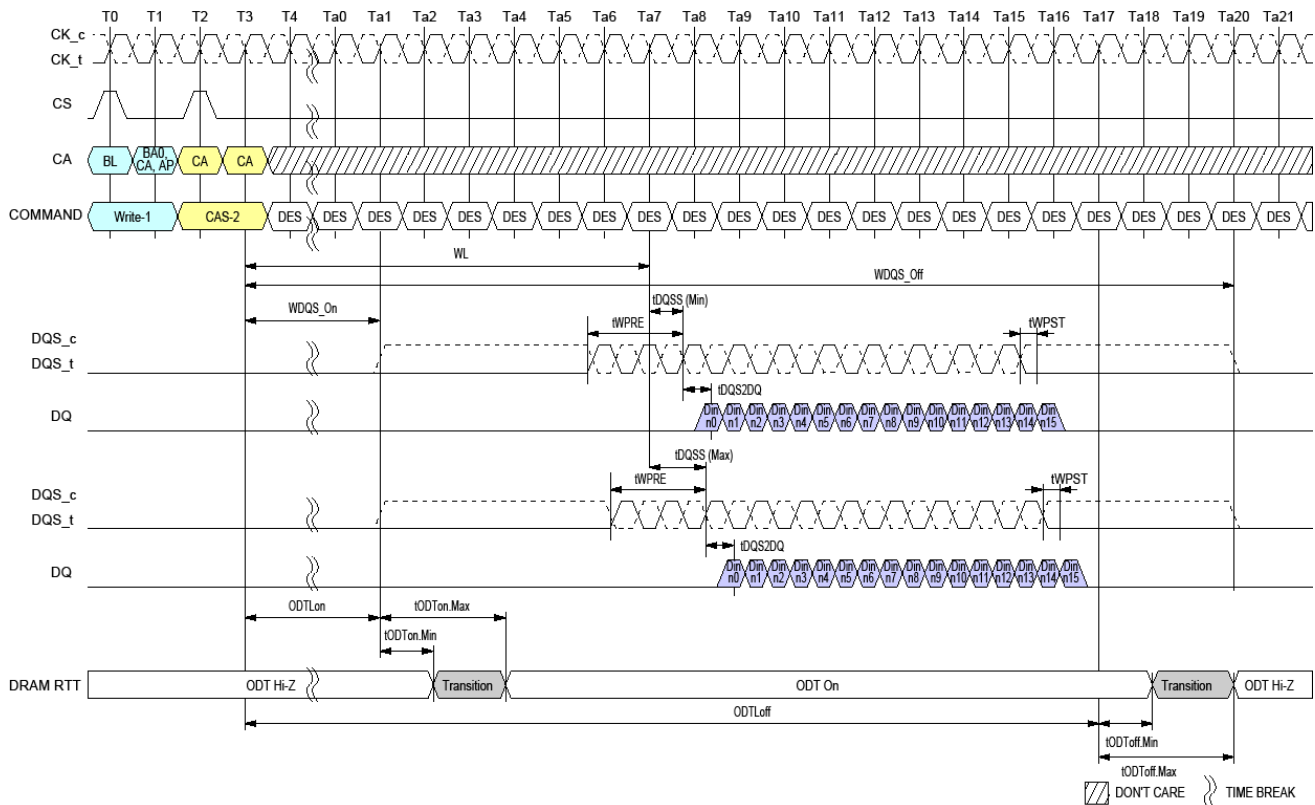 T0 T1 T2 T3 T4 Ta0 Ta1 Ta2 Ta3 Ta4 Ta5 Ta6 Ta7 Ta8 Ta9 Ta10 Ta11 Ta12 Ta13 Ta14 Ta15 Ta16 Ta17 Ta18 Ta19 Ta20 Ta21
CK_c
CK_t
CS
CA BL BA0, CA, AP CA CA
COMMAND Write-1 CAS-2 DES DES DES DES DES DES DES DES DES DES DES DES DES DES DES DES DES DES DES DES DES DES DES
WL
WDQS_Off
WDQS_On
tDQSS (Min)
tWPRE
tWPST
DQS_c
DQS_t
tDQS2DQ
DQ
Din n0 Din n1 Din n2 Din n3 Din n4 Din n5 Din n6 Din n7 Din n8 Din n9 Din n10 Din n11 Din n12 Din n13 Din n14 Din n15
tDQSS (Max)
tWPRE
tWPST
DQS_c
DQS_t
tDQS2DQ
DQ
Din n0 Din n1 Din n2 Din n3 Din n4 Din n5 Din n6 Din n7 Din n8 Din n9 Din n10 Din n11 Din n12 Din n13 Din n14 Din n15
ODTLon
tODTon.Max
tODTon.Min
DRAM RTT ODT Hi-Z Transition ODT On Transition ODT Hi-Z
ODTLoff
tODToff.Min
tODToff.Max
DON'T CARE TIME BREAK